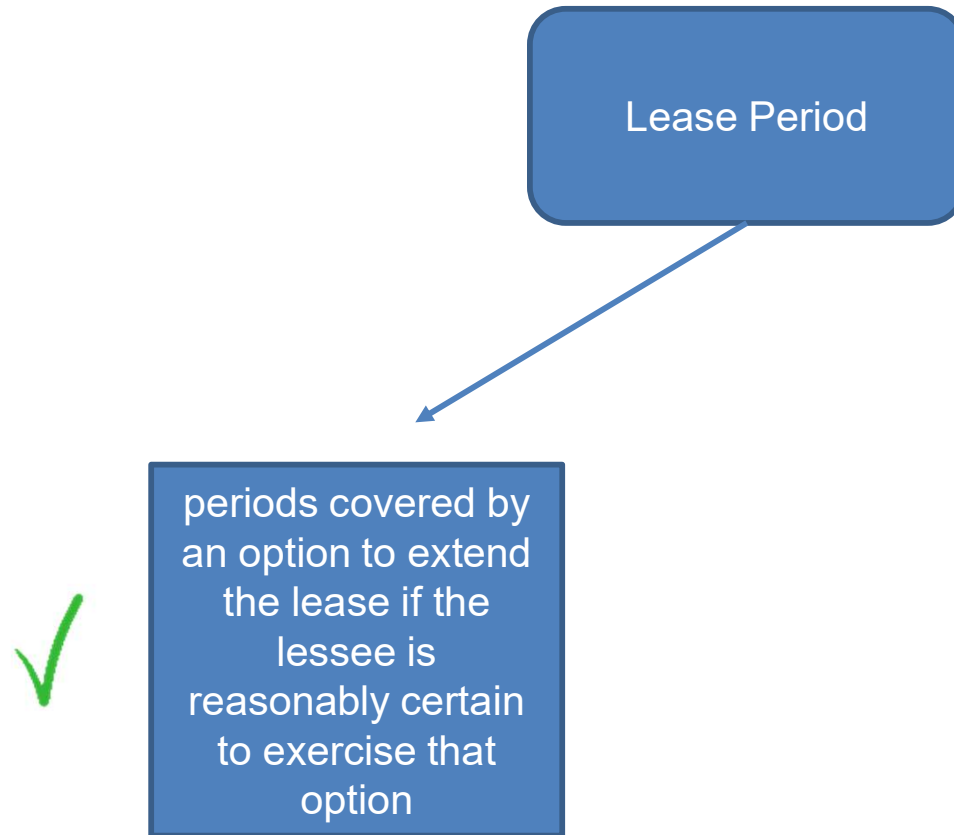 Lease Period
periods covered by
an option to extend
the lease if the
lessee is
reasonably certain
to exercise that
option